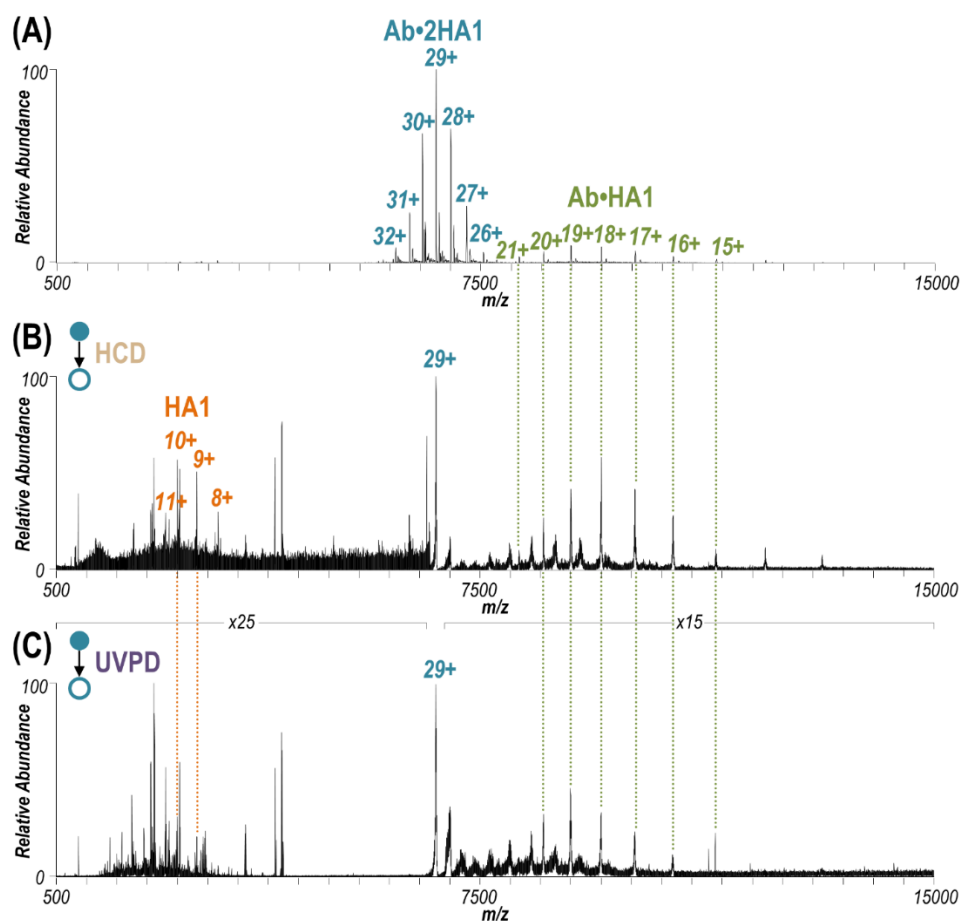 (A)
Ab•2HA1
29+
100
30+
28+
31+
27+
32+
26+
Ab•HA1
21+
20+
19+
18+
17+
16+
15+
0
Relative Abundance
500
7500
15000
m/z
(B)
HCD
29+
100
HA1
10+
9+
11+
8+
0
Relative Abundance
500
7500
15000
m/z
x25
x15
(C)
UVPD
29+
100
0
Relative Abundance
500
7500
15000
m/z